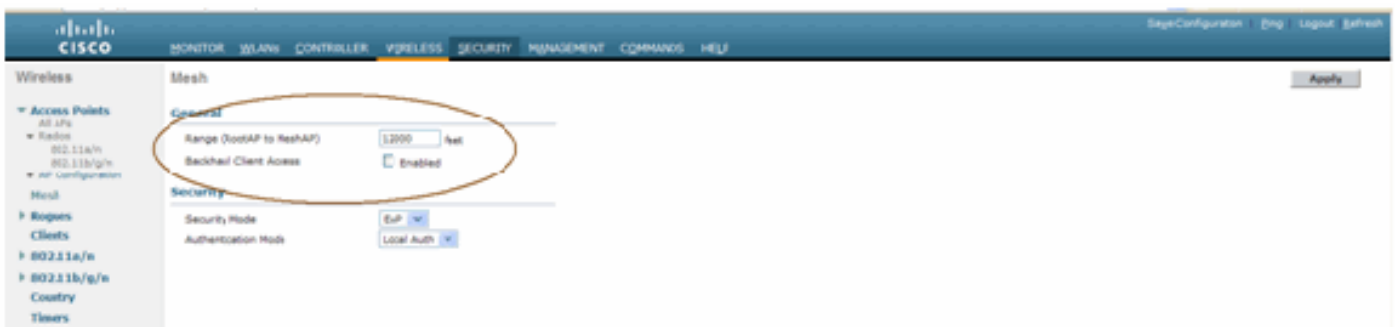 Save Configuration Ping Logout Refresh
CISCO
MONITOR WLANs CONTROLLER WIRELESS SECURITY MANAGEMENT COMMANDS HELP
Wireless
Mesh
Apply
Access Points
All APs
Radios
802.11a/n
802.11b/g/n
AP Configuration
Mesh
Rogues
Clients
802.11a/n
802.11b/g/n
Country
Timers
General
Range (RootAP to MeshAP) 12000 feet
Backhaul Client Access Enabled
Security
Security Mode EAP
Authentication Mode Local Auth